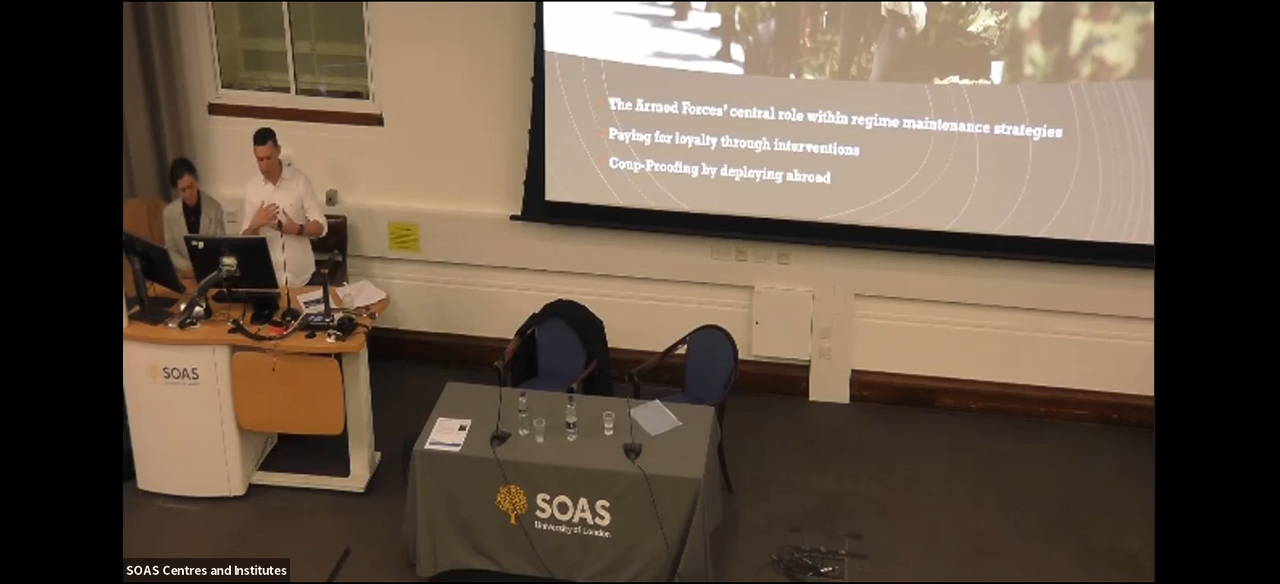 The Armed Forces' central role within regime maintenance strategies
Paying for loyalty through interventions
Coup-Proofing by deploying abroad
SOAS
SOAS
University of London
SOAS Centres and Institutes